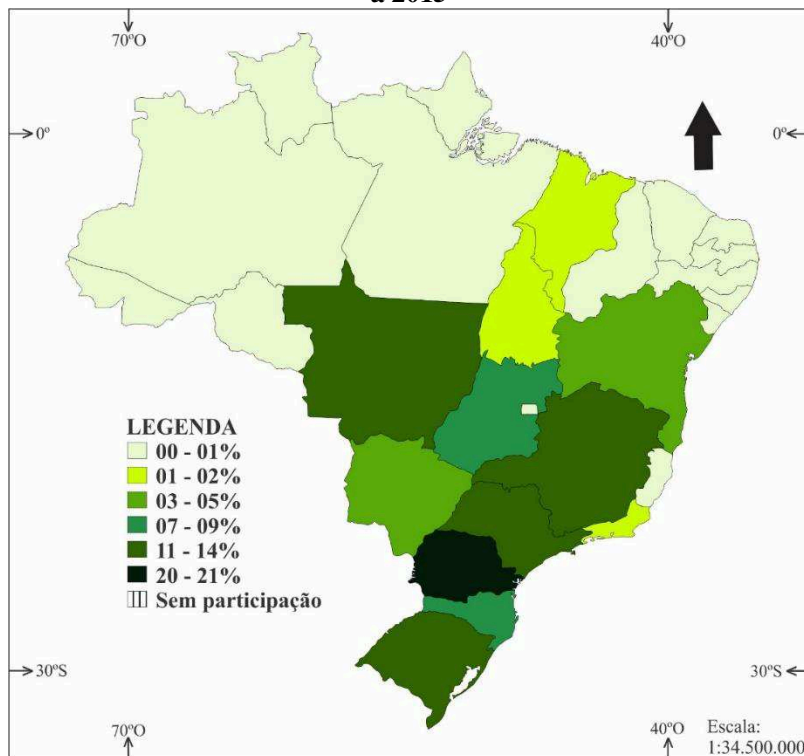 a 2015
70ºO
40ºO
0º
0º
LEGENDA
00 - 01%
01 - 02%
03 - 05%
07 - 09%
11 - 14%
20 - 21%
Sem participação
30ºS
30ºS
70ºO
40ºO
Escala:
1:34.500.000